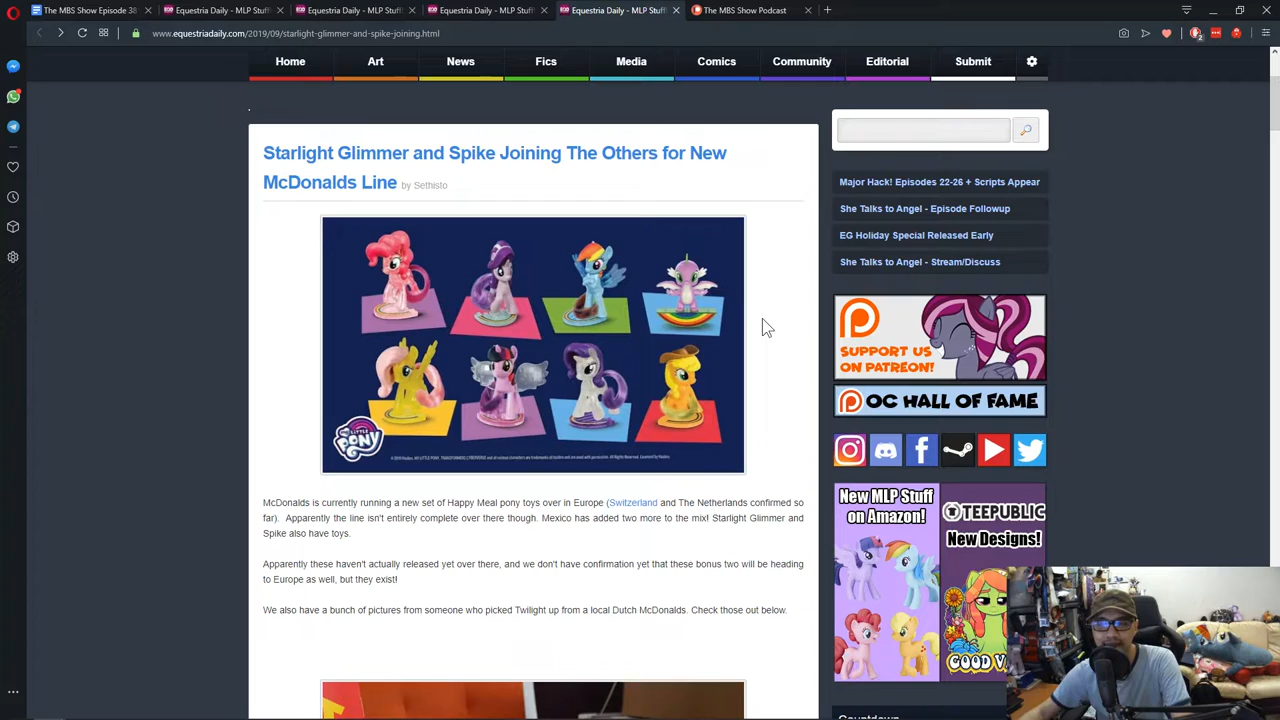 The MBS Show Episode 38
Equestria Daily - MLP Stuff
Equestria Daily - MLP Stuff
Equestria Daily - MLP Stuff
Equestria Daily - MLP Stuff
The MBS Show Podcast
www.equestriadaily.com/2019/09/starlight-glimmer-and-spike-joining.html
Home
Art
News
Fics
Media
Comics
Community
Editorial
Submit
Starlight Glimmer and Spike Joining The Others for New
McDonalds Line by Sethisto
my LITTLE
Pony
McDonalds is currently running a new set of Happy Meal pony toys over in Europe (Switzerland and The Netherlands confirmed so
far). Apparently the line isn't entirely complete over there though. Mexico has added two more to the mix! Starlight Glimmer and
Spike also have toys.
Apparently these haven't actually released yet over there, and we don't have confirmation yet that these bonus two will be heading
to Europe as well, but they exist!
We also have a bunch of pictures from someone who picked Twilight up from a local Dutch McDonalds. Check those out below.
Major Hack! Episodes 22-26 + Scripts Appear
She Talks to Angel - Episode Followup
EG Holiday Special Released Early
She Talks to Angel - Stream/Discuss
SUPPORT US
ON PATREON!
OC HALL OF FAME
New MLP Stuff
on Amazon!
TEEPUBLIC
New Designs!
GOOD V
Countdown